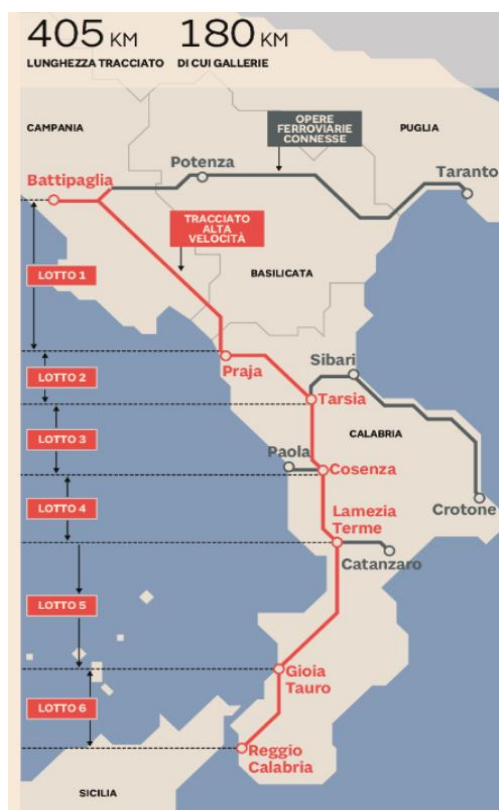 405 KM
LUNGHEZZA TRACCIATO
180 KM
DI CUI GALLERIE
CAMPANIA
OPERE
FERROVIARIE
CONNESSE
PUGLIA
Potenza
Taranto
Battipaglia
TRACCIATO
ALTA
VELOCITÀ
LOTTO 1
BASILICATA
Praja
Sibari
LOTTO 2
Tarsia
LOTTO 3
CALABRIA
Paola
Cosenza
LOTTO 4
Crotone
Lamezia
Terme
Catanzaro
LOTTO 5
Gioia
Tauro
LOTTO 6
Reggio
Calabria
SICILIA